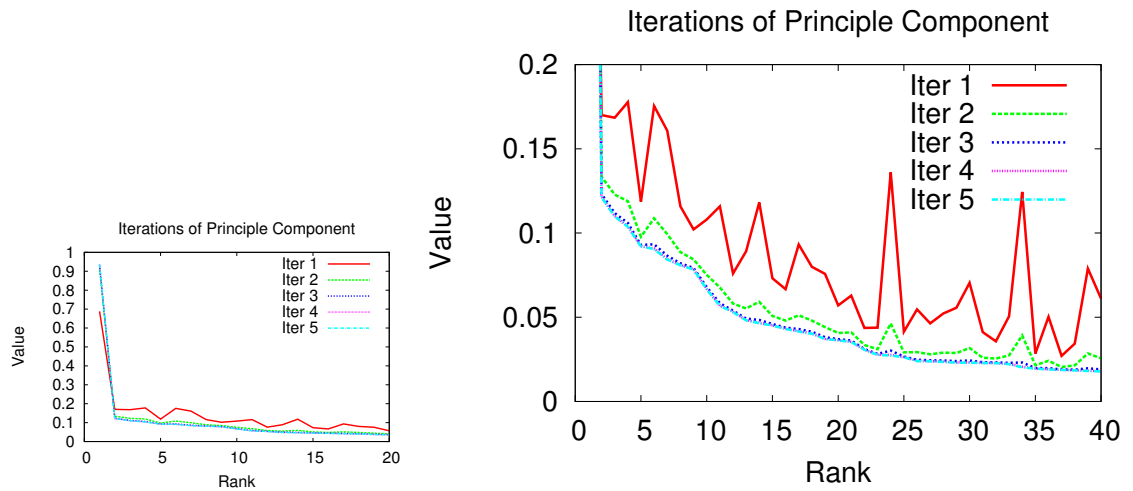 Iterations of Principle Component
1
0.9
0.8
0.7
0.6
0.5
0.4
0.3
0.2
0.1
0
Value
Iter 1
Iter 2
Iter 3
Iter 4
Iter 5
0 5 10 15 20
Rank
Iterations of Principle Component
0.2
0.15
0.1
0.05
0
Value
Iter 1
Iter 2
Iter 3
Iter 4
Iter 5
0 5 10 15 20 25 30 35 40
Rank